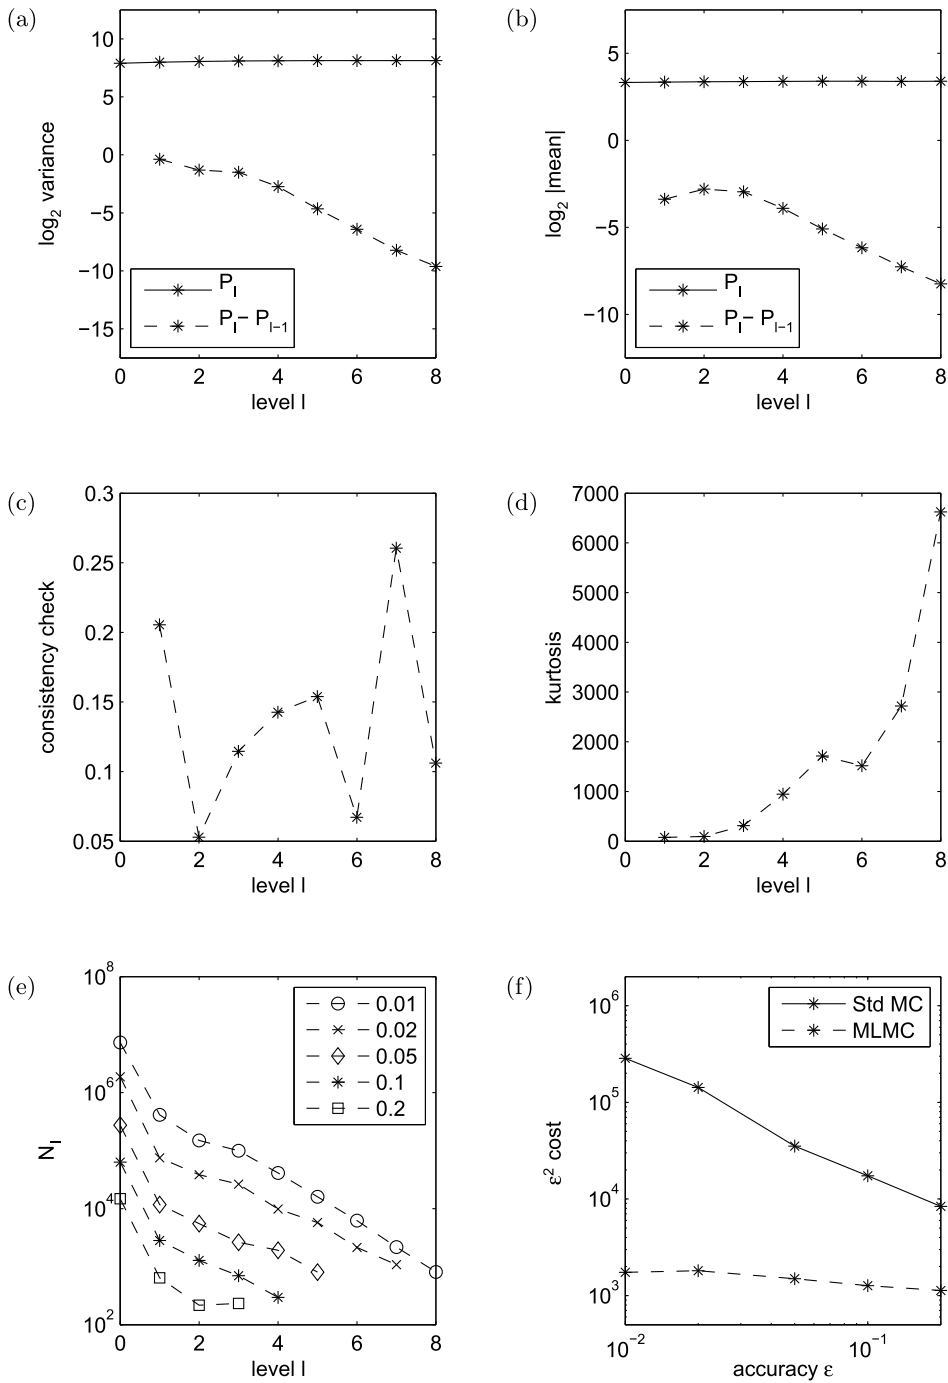 (a)
10
5
0
−5
−10
−15
log2 variance
P_l
P_l − P_l−1
0 2 4 6 8
level l
(b)
5
0
−5
−10
log2 |mean|
P_l
P_l − P_l−1
0 2 4 6 8
level l
(c)
0.3
0.25
0.2
0.15
0.1
0.05
consistency check
0 2 4 6 8
level l
(d)
7000
6000
5000
4000
3000
2000
1000
0
kurtosis
0 2 4 6 8
level l
(e)
10^8
10^6
10^4
10^2
N_l
0.01
0.02
0.05
0.1
0.2
0 2 4 6 8
level l
(f)
10^6
10^5
10^4
10^3
ε^2 cost
Std MC
MLMC
10^−2 10^−1
accuracy ε